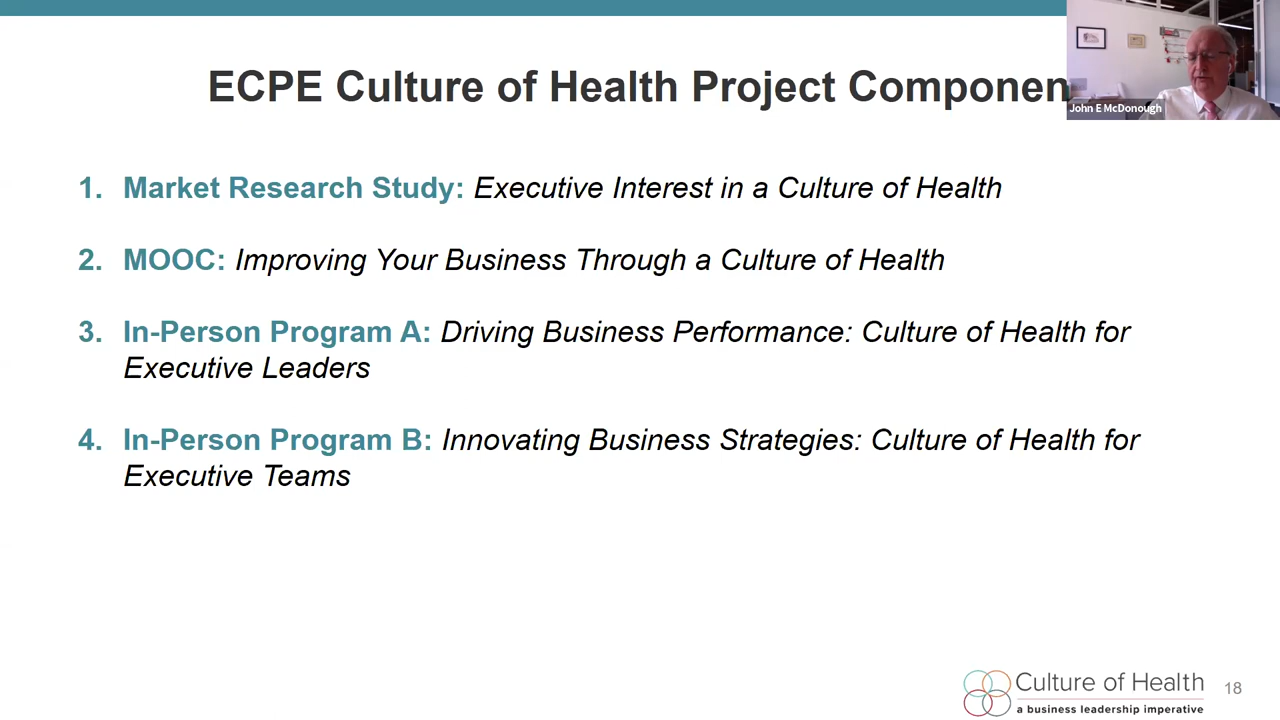 ECPE Culture of Health Project Componen
John E McDonough
1. Market Research Study: Executive Interest in a Culture of Health
2. MOOC: Improving Your Business Through a Culture of Health
3. In-Person Program A: Driving Business Performance: Culture of Health for
Executive Leaders
4. In-Person Program B: Innovating Business Strategies: Culture of Health for
Executive Teams
Culture of Health
a business leadership imperative
18